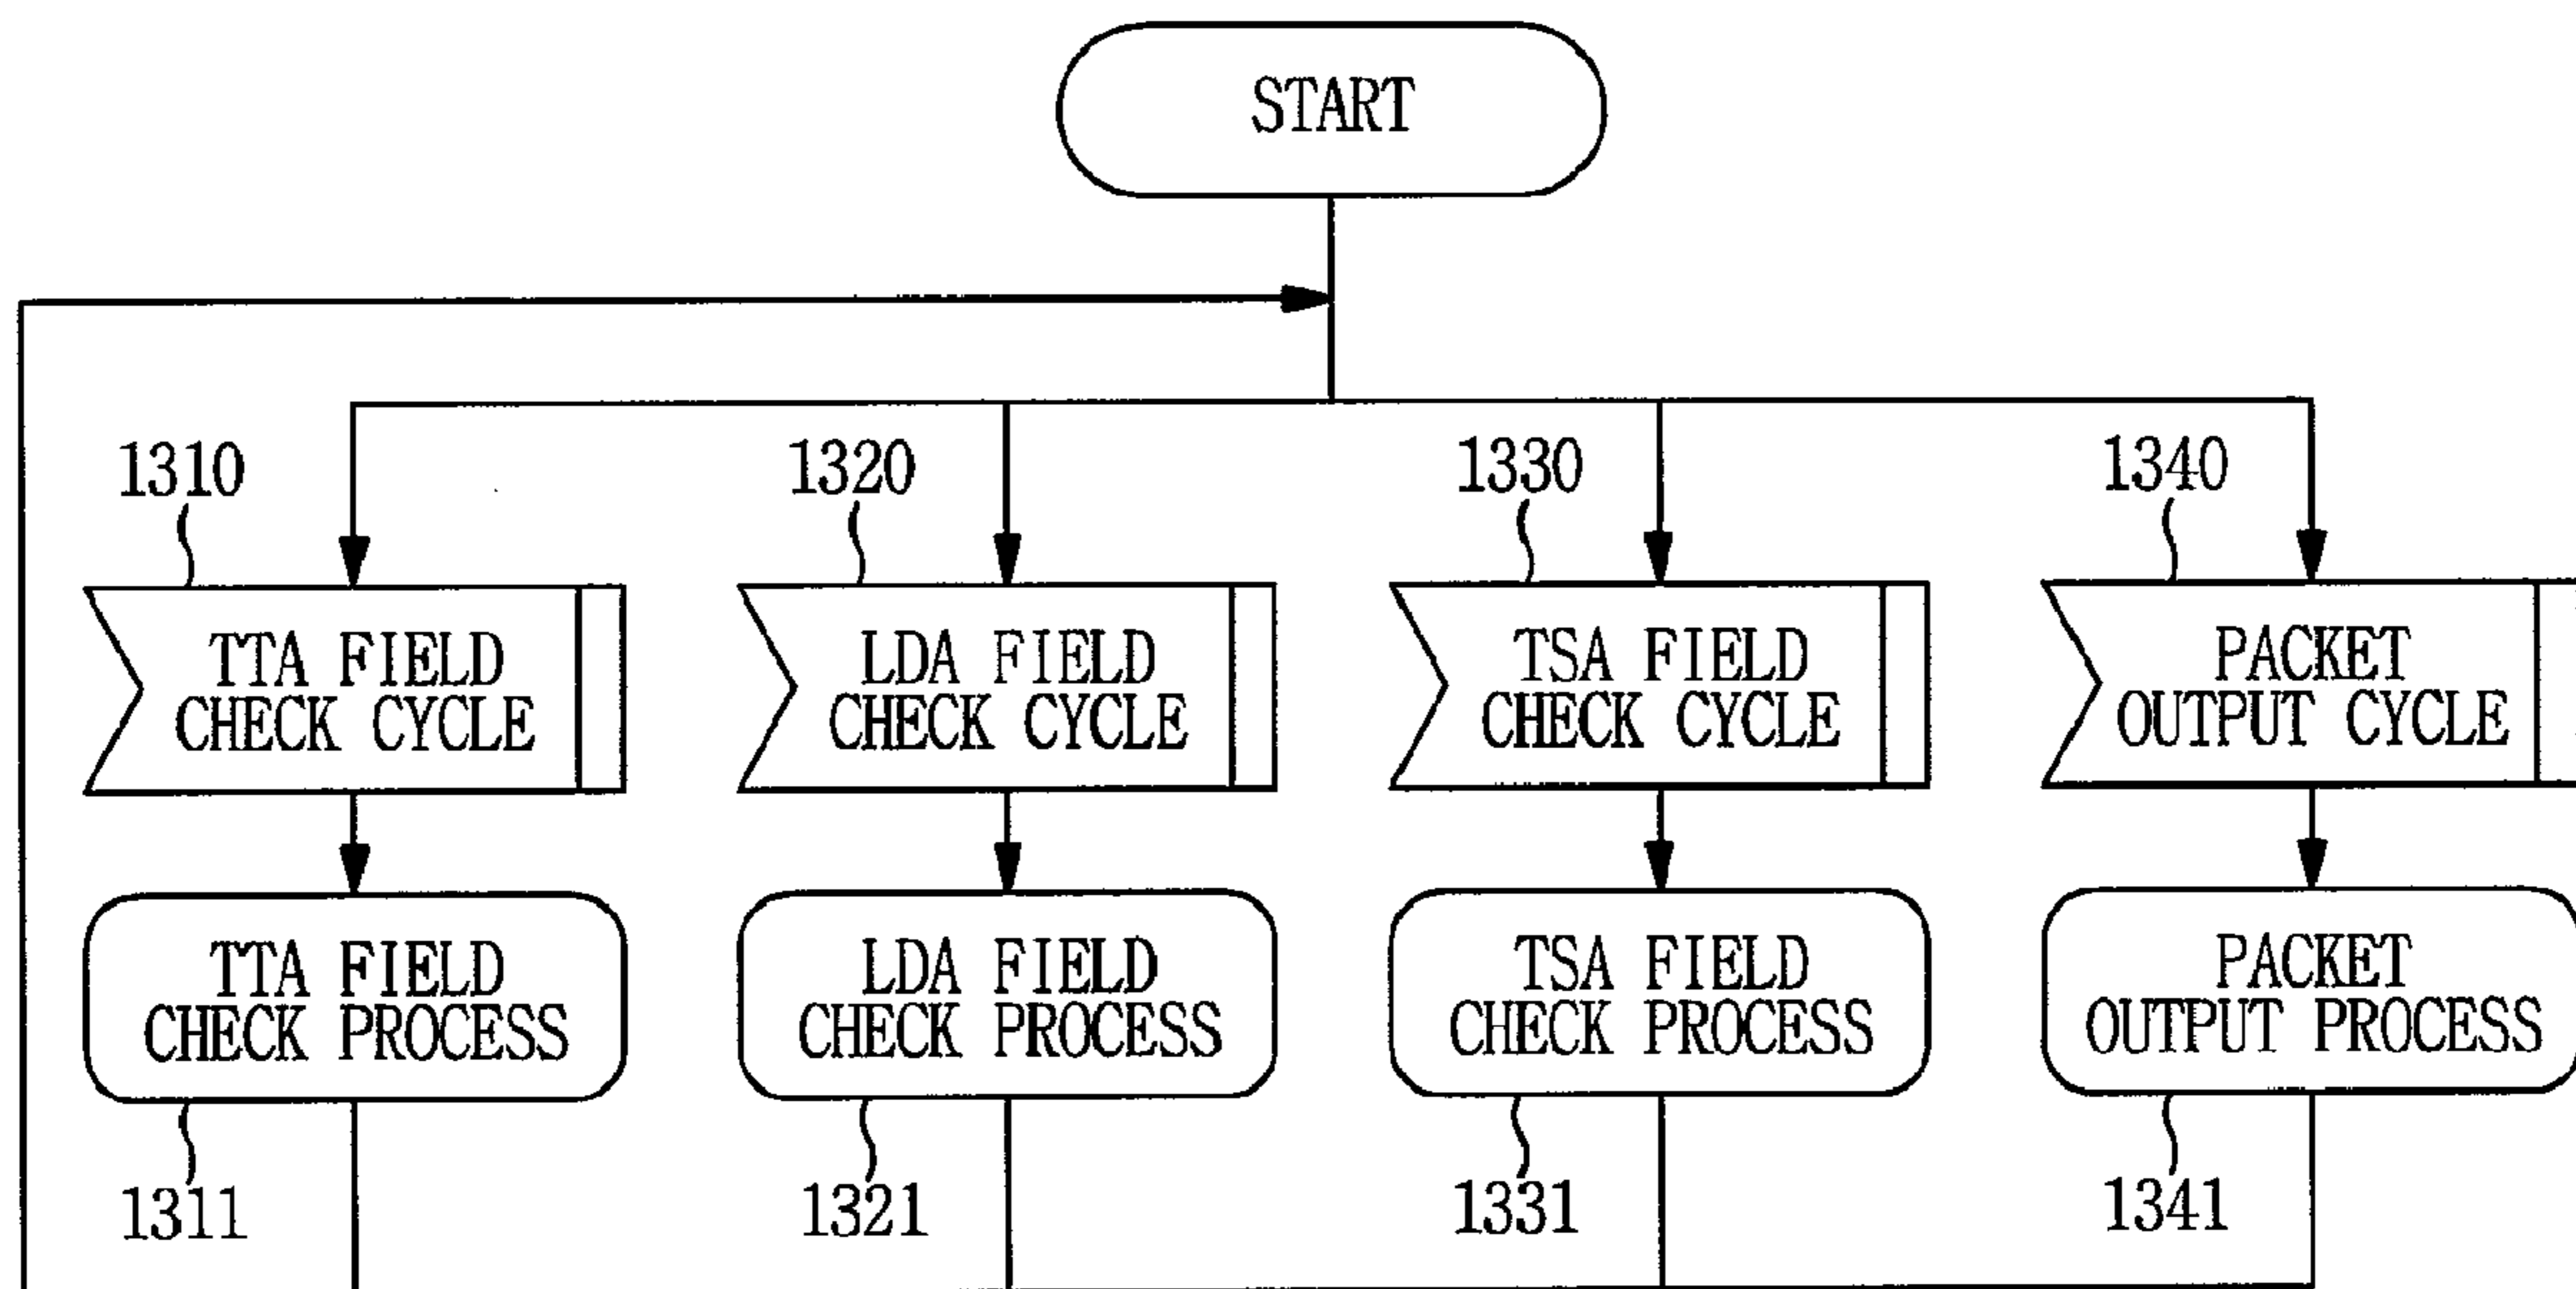 START
1310
1320
1330
1340
TTA FIELD
CHECK CYCLE
LDA FIELD
CHECK CYCLE
TSA FIELD
CHECK CYCLE
PACKET
OUTPUT CYCLE
TTA FIELD
CHECK PROCESS
LDA FIELD
CHECK PROCESS
TSA FIELD
CHECK PROCESS
PACKET
OUTPUT PROCESS
1311
1321
1331
1341